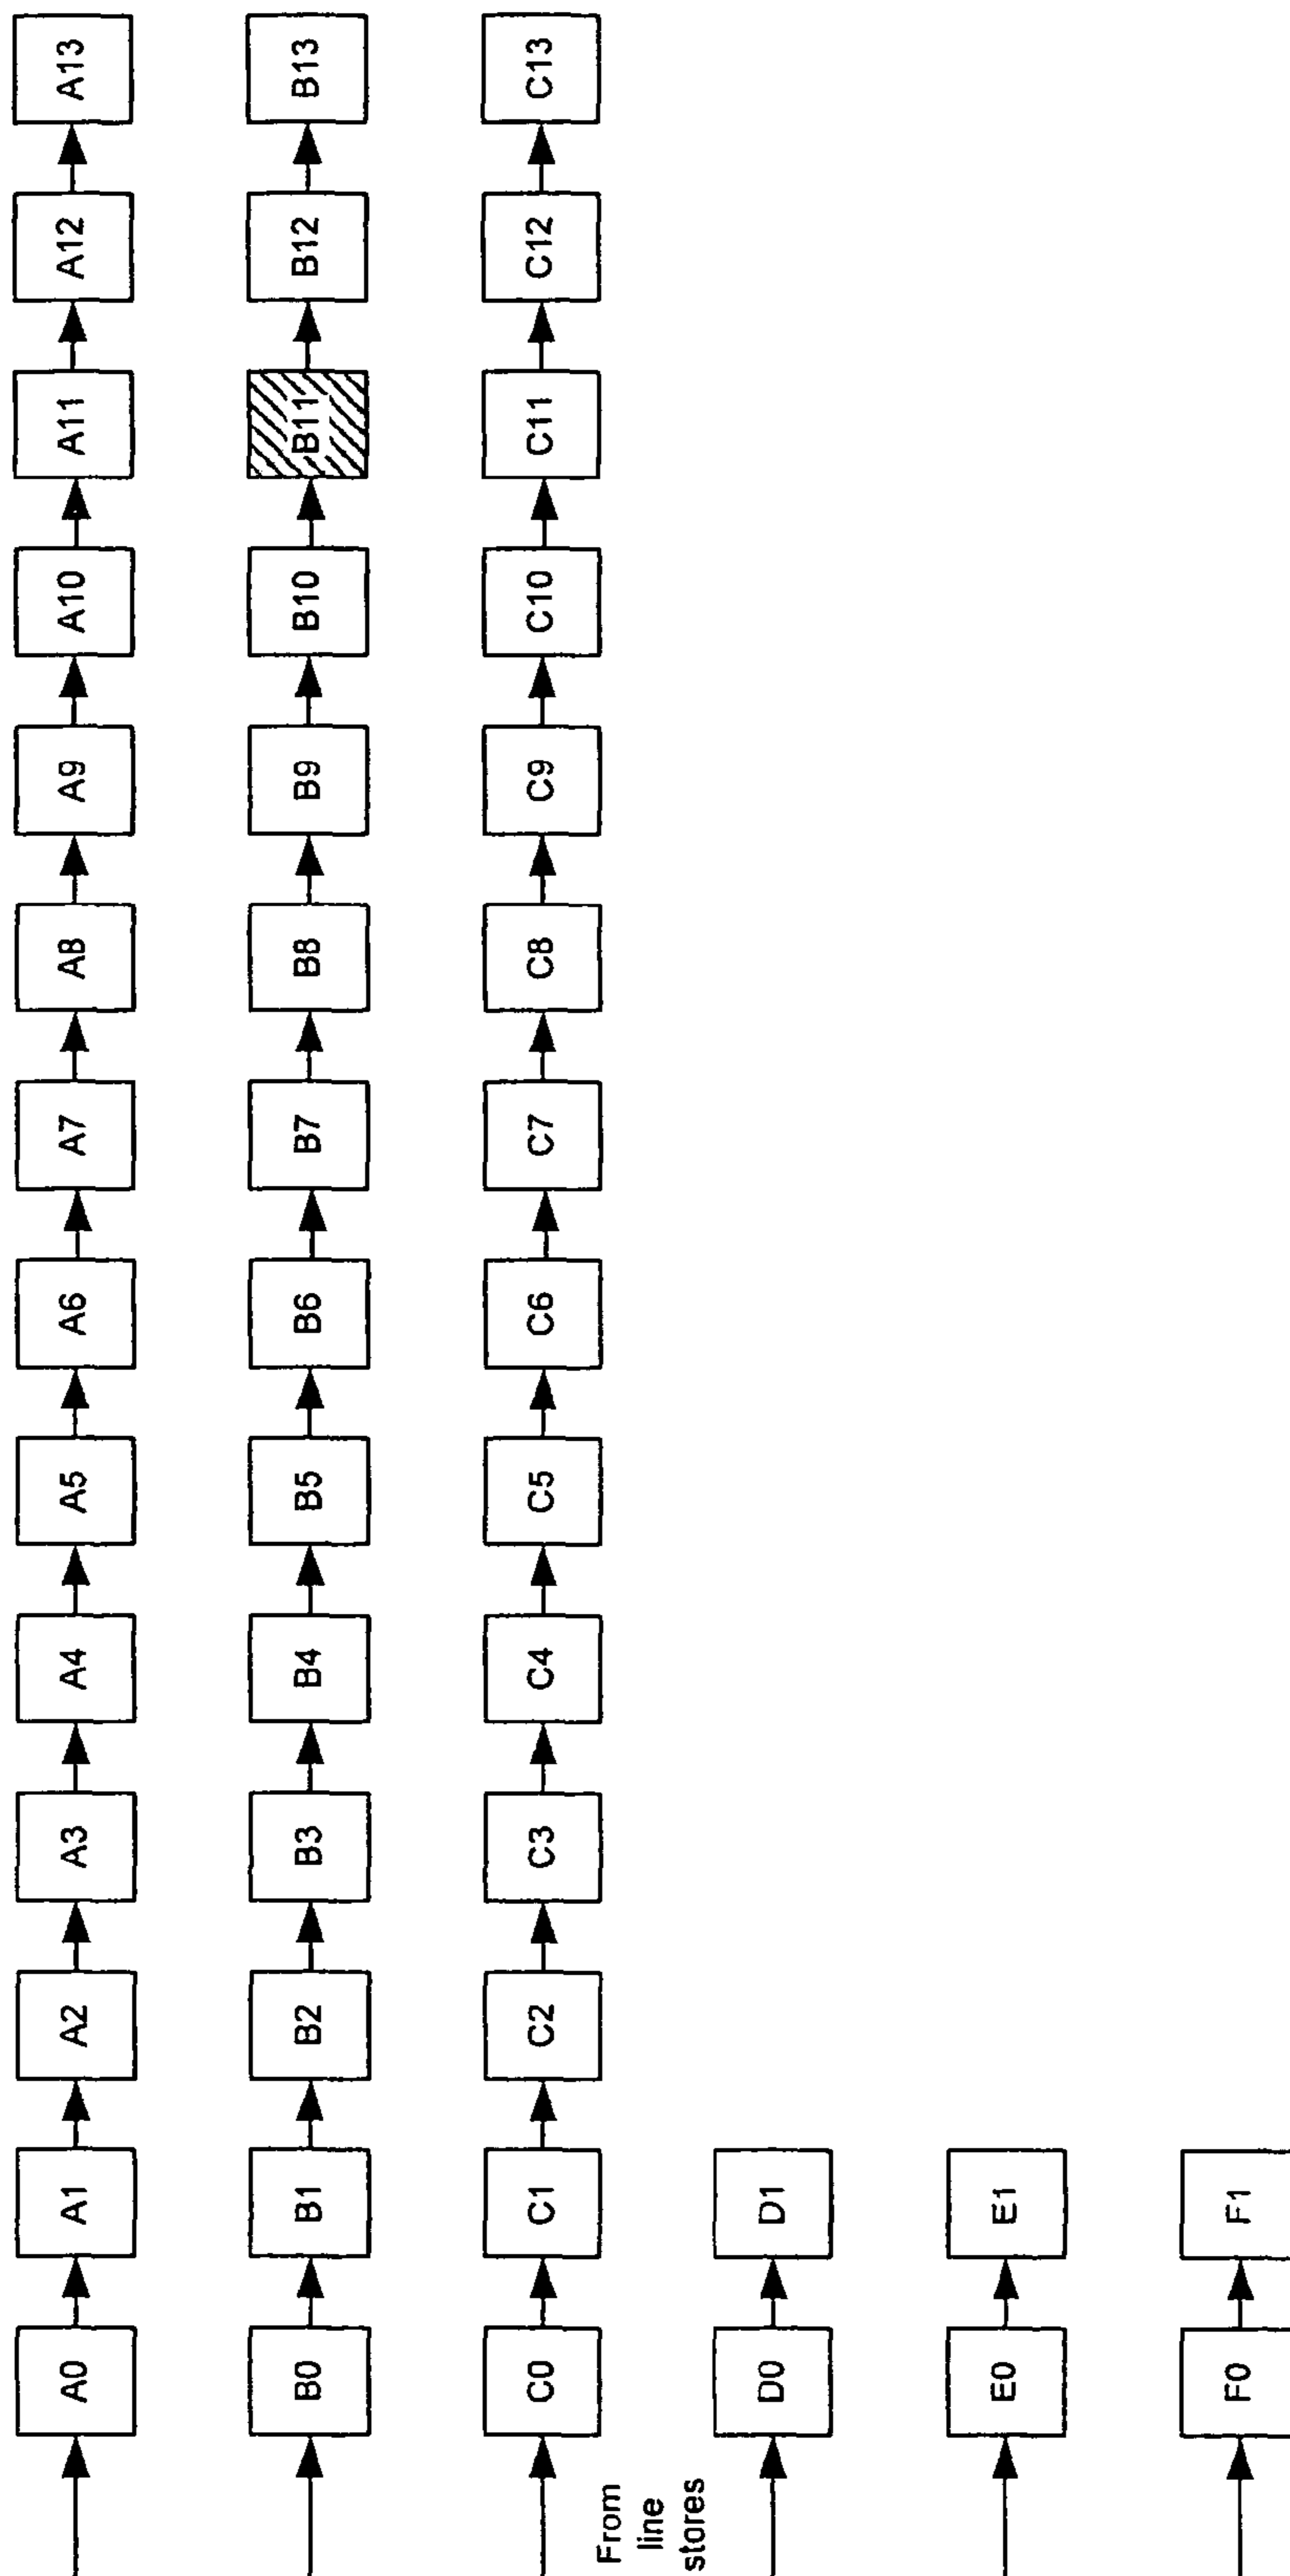 A0 A1 A2 A3 A4 A5 A6 A7 A8 A9 A10 A11 A12 A13
B0 B1 B2 B3 B4 B5 B6 B7 B8 B9 B10 B11 B12 B13
C0 C1 C2 C3 C4 C5 C6 C7 C8 C9 C10 C11 C12 C13
From
line
stores
D0 D1
E0 E1
F0 F1